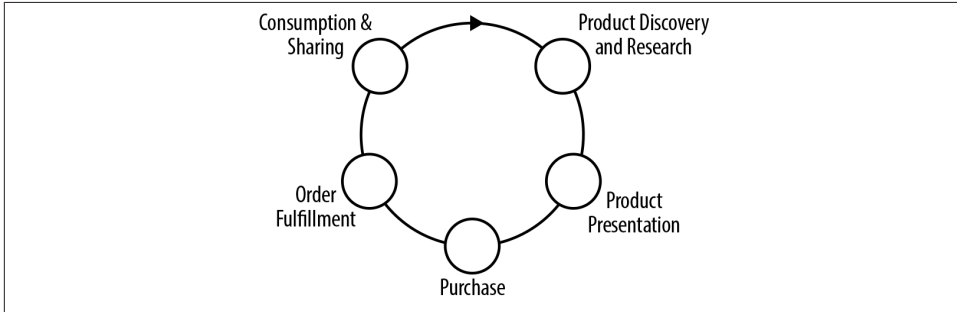 Consumption &
Sharing
Product Discovery
and Research
Order
Fulfillment
Product
Presentation
Purchase